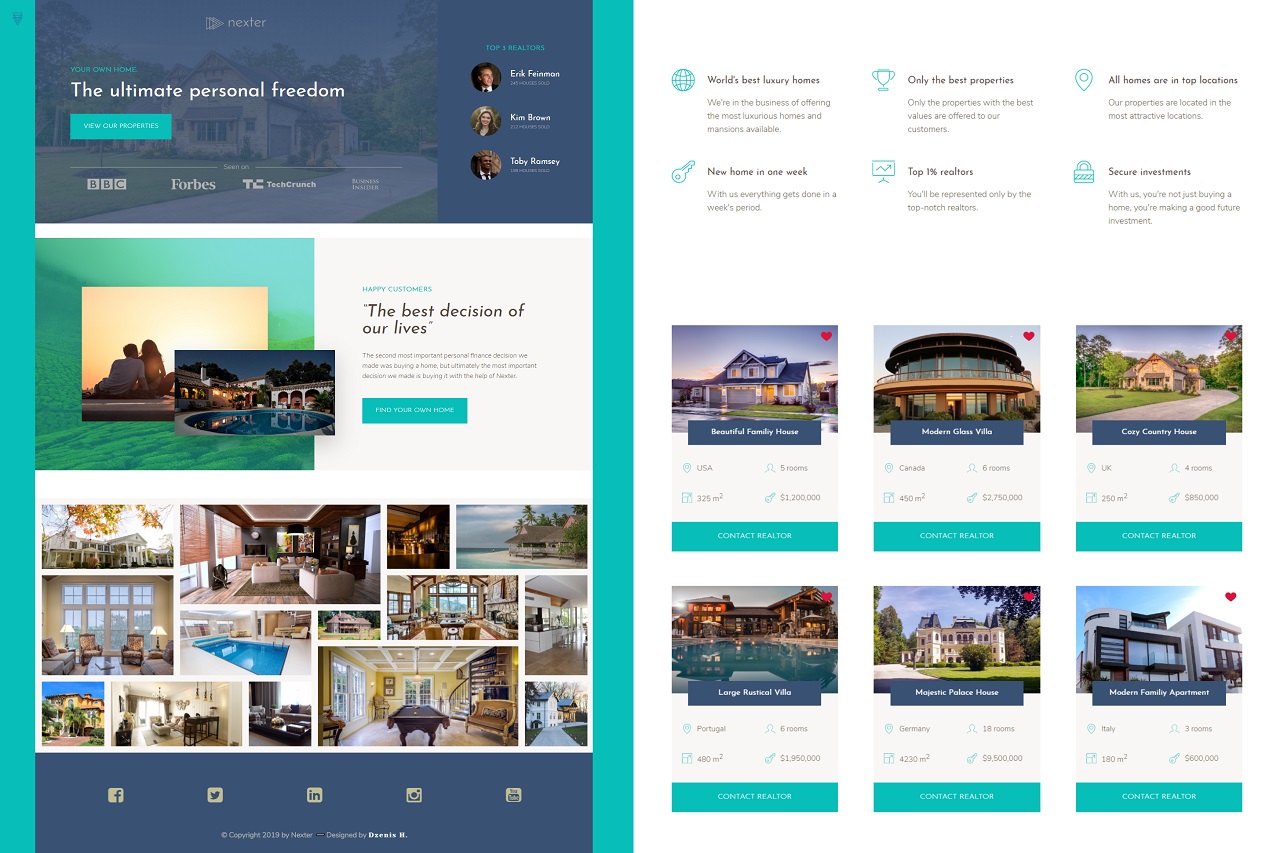 nexter
YOUR OWN HOME.
The ultimate personal freedom
VIEW OUR PROPERTIES
Seen on
BBC
Forbes
TC TechCrunch
BUSINESS
INSIDER
TOP 3 REALTORS
Erik Feinman
245 HOUSES SOLD
Kim Brown
212 HOUSES SOLD
Toby Ramsey
198 HOUSES SOLD
HAPPY CUSTOMERS
“The best decision of
our lives”
The second most important personal finance decision we
made was buying a home, but ultimately the most important
decision we made is buying it with the help of Nexter.
FIND YOUR OWN HOME
You
Tube
© Copyright 2019 by Nexter — Designed by Dzenis H.
World's best luxury homes
We're in the business of offering
the most luxurious homes and
mansions available.
Only the best properties
Only the properties with the best
values are offered to our
customers.
All homes are in top locations
Our properties are located in the
most attractive locations.
New home in one week
With us everything gets done in a
week's period.
Top 1% realtors
You'll be represented only by the
top-notch realtors.
Secure investments
With us, you're not just buying a
home, you're making a good future
investment.
Beautiful Familiy House
USA
5 rooms
325 m²
$1,200,000
CONTACT REALTOR
Modern Glass Villa
Canada
6 rooms
450 m²
$2,750,000
CONTACT REALTOR
Cozy Country House
UK
4 rooms
250 m²
$850,000
CONTACT REALTOR
Large Rustical Villa
Portugal
6 rooms
480 m²
$1,950,000
CONTACT REALTOR
Majestic Palace House
Germany
18 rooms
4230 m²
$9,500,000
CONTACT REALTOR
Modern Familiy Apartment
Italy
3 rooms
180 m²
$600,000
CONTACT REALTOR